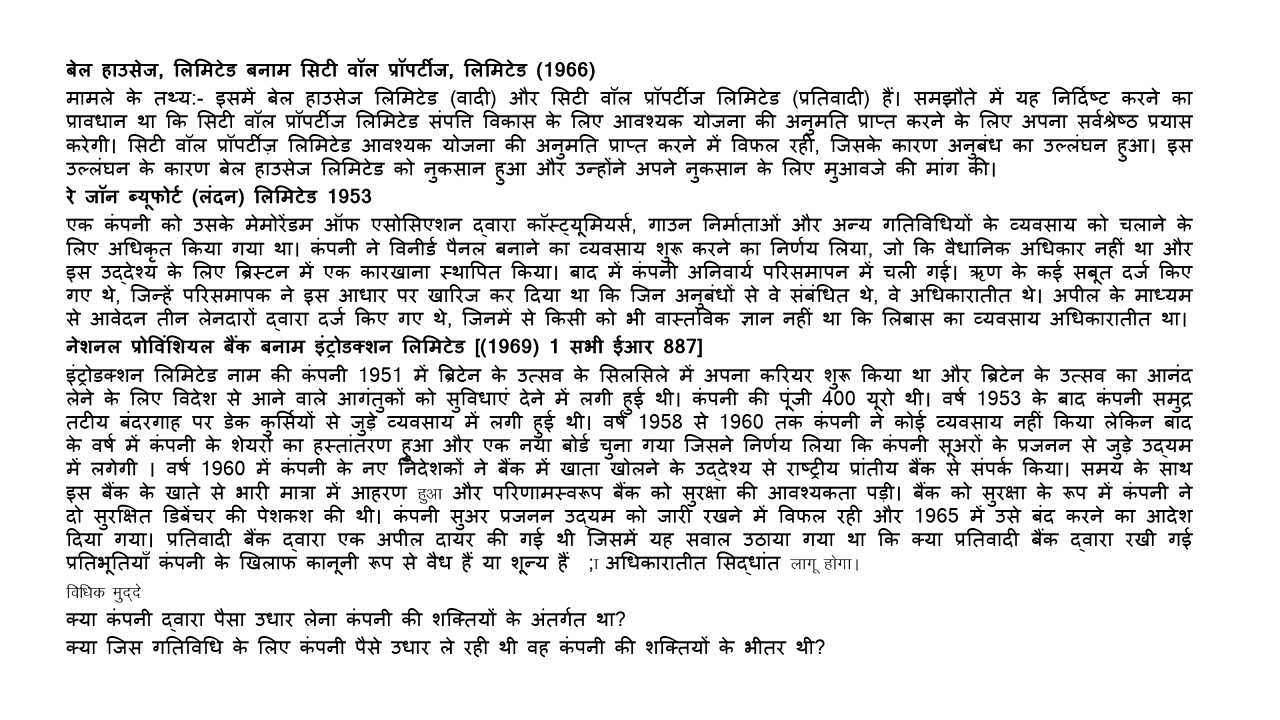 बेल हाउसेज, लिमिटेड बनाम सिटी वॉल प्रॉपर्टीज, लिमिटेड (1966)
मामले के तथ्य:- इसमें बेल हाउसेज लिमिटेड (वादी) और सिटी वॉल प्रॉपर्टीज लिमिटेड (प्रतिवादी) हैं। समझौते में यह निर्दिष्ट करने का
प्रावधान था कि सिटी वॉल प्रॉपर्टीज लिमिटेड संपत्ति विकास के लिए आवश्यक योजना की अनुमति प्राप्त करने के लिए अपना सर्वश्रेष्ठ प्रयास
करेगी। सिटी वॉल प्रॉपर्टीज़ लिमिटेड आवश्यक योजना की अनुमति प्राप्त करने में विफल रही, जिसके कारण अनुबंध का उल्लंघन हुआ। इस
उल्लंघन के कारण बेल हाउसेज लिमिटेड को नुकसान हुआ और उन्होंने अपने नुकसान के लिए मुआवजे की मांग की।
रे जॉन ब्यूफोर्ट (लंदन) लिमिटेड 1953
एक कंपनी को उसके मेमोरेंडम ऑफ एसोसिएशन द्वारा कॉस्ट्यूमियर्स, गाउन निर्माताओं और अन्य गतिविधियों के व्यवसाय को चलाने के
लिए अधिकृत किया गया था। कंपनी ने विनीर्ड पैनल बनाने का व्यवसाय शुरू करने का निर्णय लिया, जो कि वैधानिक अधिकार नहीं था और
इस उद्देश्य के लिए ब्रिस्टन में एक कारखाना स्थापित किया। बाद में कंपनी अनिवार्य परिसमापन में चली गई। ऋण के कई सबूत दर्ज किए
गए थे, जिन्हें परिसमापक ने इस आधार पर खारिज कर दिया था कि जिन अनुबंधों से वे संबंधित थे, वे अधिकारातीत थे। अपील के माध्यम
से आवेदन तीन लेनदारों द्वारा दर्ज किए गए थे, जिनमें से किसी को भी वास्तविक ज्ञान नहीं था कि लिबास का व्यवसाय अधिकारातीत था।
नेशनल प्रोविंशियल बैंक बनाम इंट्रोडक्शन लिमिटेड [(1969) 1 सभी ईआर 887]
इंट्रोडक्शन लिमिटेड नाम की कंपनी 1951 में ब्रिटेन के उत्सव के सिलसिले में अपना करियर शुरू किया था और ब्रिटेन के उत्सव का आनंद
लेने के लिए विदेश से आने वाले आगंतुकों को सुविधाएं देने में लगी हुई थी। कंपनी की पूंजी 400 यूरो थी। वर्ष 1953 के बाद कंपनी समुद्र
तटीय बंदरगाह पर डेक कुर्सियों से जुड़े व्यवसाय में लगी हुई थी। वर्ष 1958 से 1960 तक कंपनी ने कोई व्यवसाय नहीं किया लेकिन बाद
के वर्ष में कंपनी के शेयरों का हस्तांतरण हुआ और एक नया बोर्ड चुना गया जिसने निर्णय लिया कि कंपनी सूअरों के प्रजनन से जुड़े उद्यम
में लगेगी । वर्ष 1960 में कंपनी के नए निदेशकों ने बैंक में खाता खोलने के उद्देश्य से राष्ट्रीय प्रांतीय बैंक से संपर्क किया। समय के साथ
इस बैंक के खाते से भारी मात्रा में आहरण हुआ और परिणामस्वरूप बैंक को सुरक्षा की आवश्यकता पड़ी। बैंक को सुरक्षा के रूप में कंपनी ने
दो सुरक्षित डिबेंचर की पेशकश की थी। कंपनी सुअर प्रजनन उद्यम को जारी रखने में विफल रही और 1965 में उसे बंद करने का आदेश
दिया गया। प्रतिवादी बैंक द्वारा एक अपील दायर की गई थी जिसमें यह सवाल उठाया गया था कि क्या प्रतिवादी बैंक द्वारा रखी गई
प्रतिभूतियाँ कंपनी के खिलाफ कानूनी रूप से वैध हैं या शून्य हैं ;ा अधिकारातीत सिद्धांत लागू होगा।
विधिक मुद्दे
क्या कंपनी द्वारा पैसा उधार लेना कंपनी की शक्तियों के अंतर्गत था?
क्या जिस गतिविधि के लिए कंपनी पैसे उधार ले रही थी वह कंपनी की शक्तियों के भीतर थी?